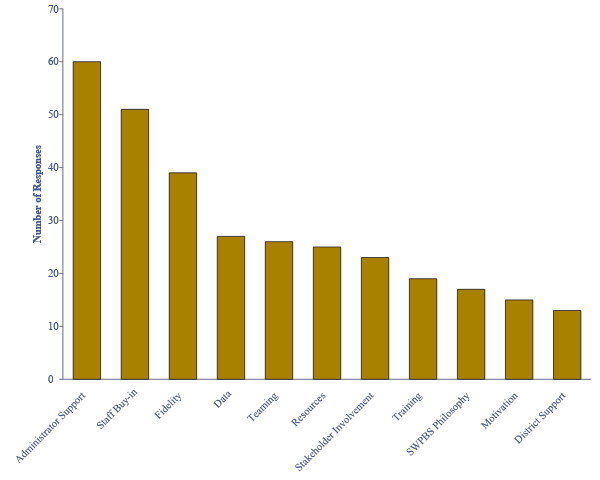 70
60
50
40
30
20
10
0
Number of Responses
Administrator Support
Staff Buy-in
Fidelity
Data
Teaming
Resources
Stakeholder Involvement
Training
SWPBS Philosophy
Motivation
District Support